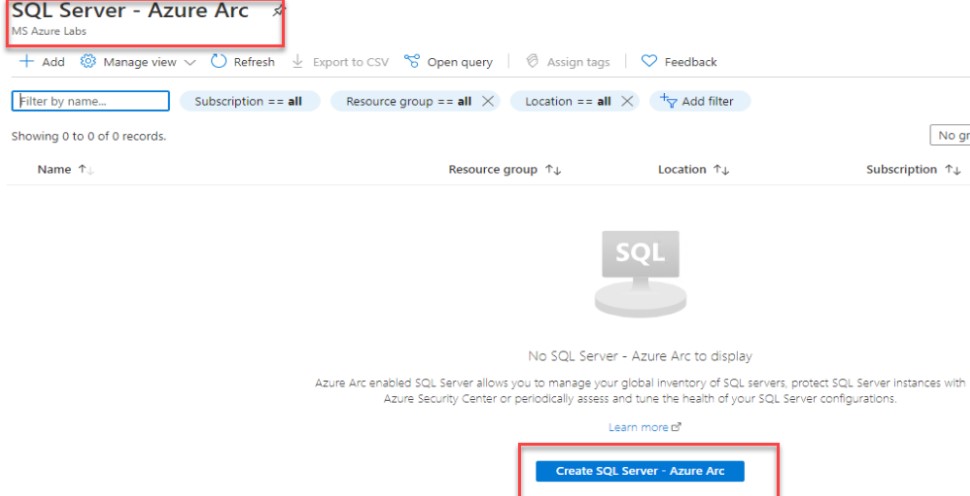 SQL Server - Azure Arc
MS Azure Labs
Add Manage view Refresh Export to CSV Open query Assign tags Feedback
Filter by name... Subscription == all Resource group == all Location == all Add filter
Showing 0 to 0 of 0 records.
No gr
Name Resource group Location Subscription
SQL
No SQL Server - Azure Arc to display
Azure Arc enabled SQL Server allows you to manage your global inventory of SQL servers, protect SQL Server instances with
Azure Security Center or periodically assess and tune the health of your SQL Server configurations.
Learn more
Create SQL Server - Azure Arc